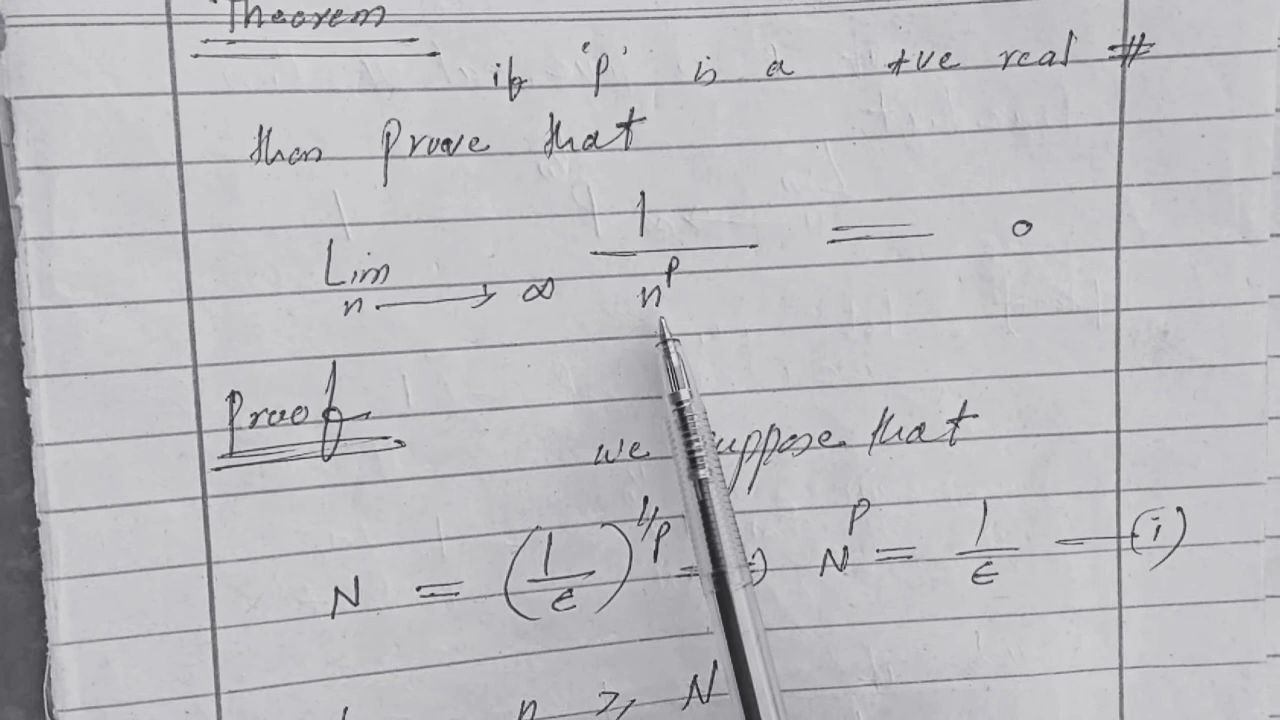 Theorem
if 'P' is a +ve real #
then prove that
Lim n → ∞ 1/n^p = 0
Proof
we suppose that
N = (1/ε)^1/p => N^p = 1/ε —(i)
n ≥ N